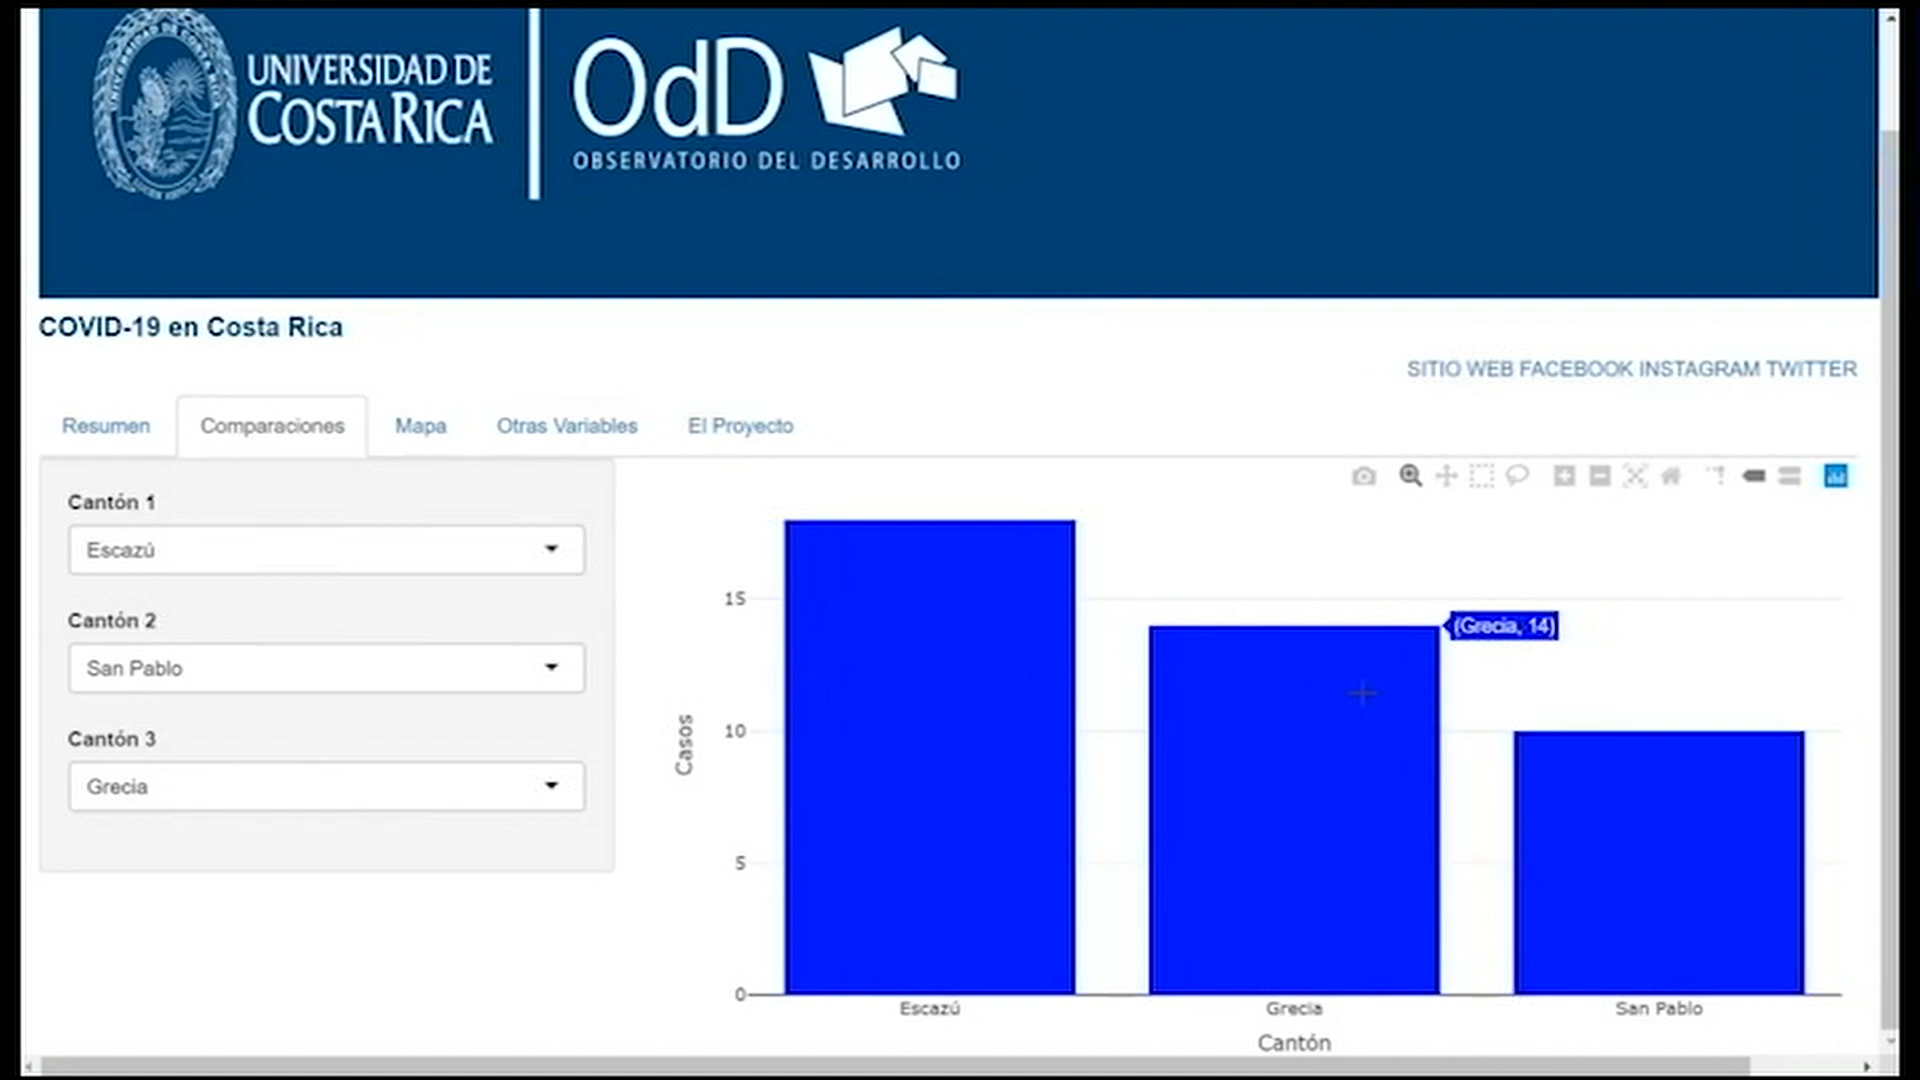 UNIVERSIDAD DE
COSTA RICA
OdD
OBSERVATORIO DEL DESARROLLO
COVID-19 en Costa Rica
SITIO WEB FACEBOOK INSTAGRAM TWITTER
Resumen Comparaciones Mapa Otras Variables El Proyecto
Cantón 1
Escazú
Cantón 2
San Pablo
Cantón 3
Grecia
Casos
15
10
5
0
(Grecia, 14)
Escazú Grecia San Pablo
Cantón